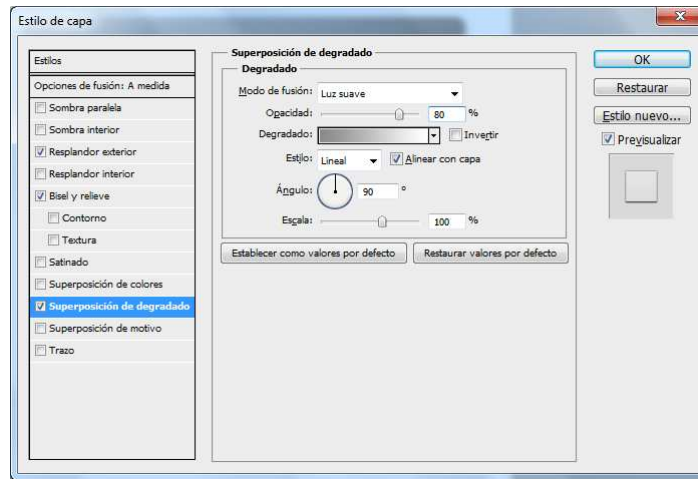 Estilo de capa
Estilos
Opciones de fusión: A medida
Sombra paralela
Sombra interior
Resplandor exterior
Resplandor interior
Bisel y relieve
Contorno
Textura
Satinado
Superposición de colores
Superposición de degradado
Superposición de motivo
Trazo
Superposición de degradado
Degradado
Modo de fusión: Luz suave
Opacidad: 80 %
Degradado: Invertir
Estilo: Lineal Alinear con capa
Ángulo: 90 °
Escala: 100 %
Establecer como valores por defecto Restaurar valores por defecto
OK
Restaurar
Estilo nuevo...
Previsualizar